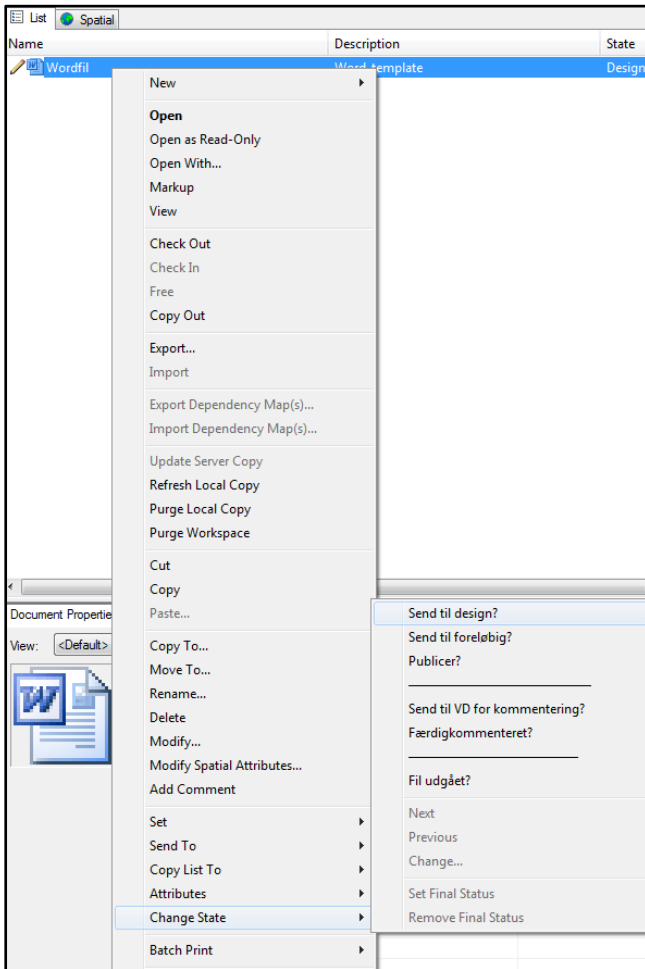 List Spatial
Name Description State
Wordfil Word-template Design
New
Open
Open as Read-Only
Open With...
Markup
View
Check Out
Check In
Free
Copy Out
Export...
Import
Export Dependency Map(s)...
Import Dependency Map(s)...
Update Server Copy
Refresh Local Copy
Purge Local Copy
Purge Workspace
Cut
Copy
Paste...
Copy To...
Move To...
Rename...
Delete
Modify...
Modify Spatial Attributes...
Add Comment
Set
Send To
Copy List To
Attributes
Change State
Batch Print
Document Propertie
View: <Default>
W
Send til design?
Send til foreløbig?
Publicer?
Send til VD for kommentering?
Færdigkommenteret?
Fil udgået?
Next
Previous
Change...
Set Final Status
Remove Final Status